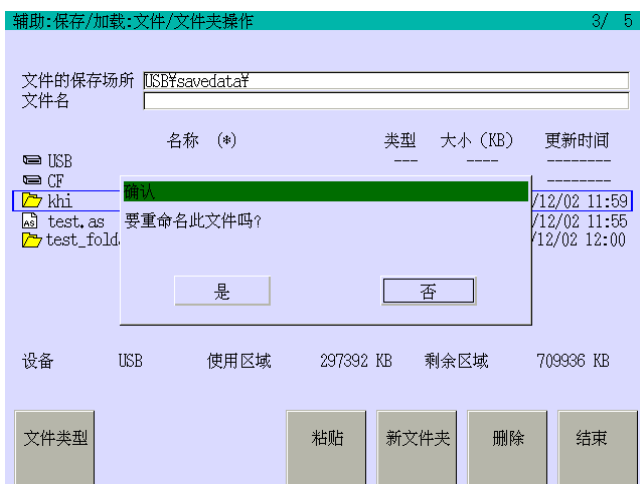 辅助:保存/加载:文件/文件夹操作 3/ 5
文件的保存场所 USB¥savedata¥
文件名
名称 (*) 类型 大小 (KB) 更新时间
USB --- ---- --------
CF --------
khi /12/02 11:59
AS test.as /12/02 11:55
test_fold /12/02 12:00
确认
要重命名此文件吗?
是 否
设备 USB 使用区域 297392 KB 剩余区域 709936 KB
文件类型 粘贴 新文件夹 删除 结束